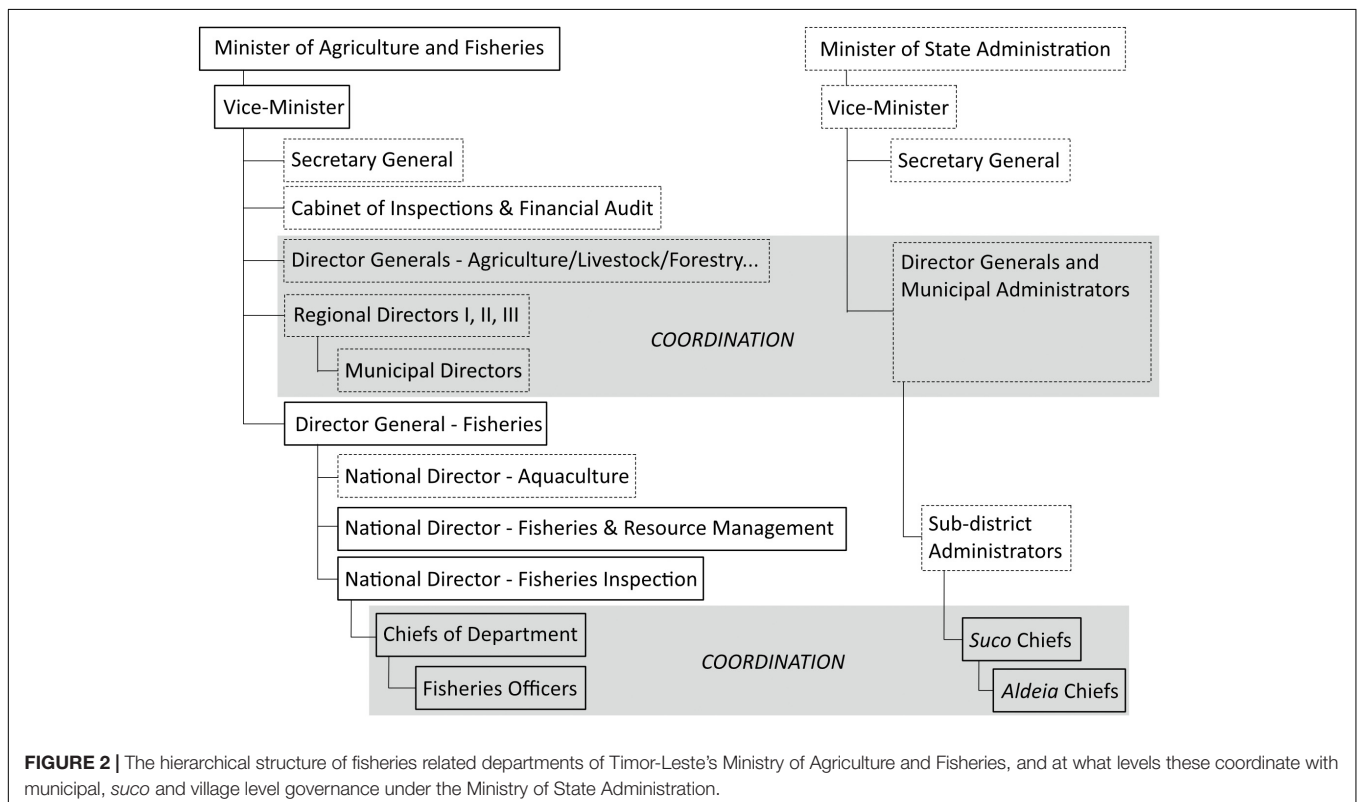 Minister of Agriculture and Fisheries
Vice-Minister
Secretary General
Cabinet of Inspections & Financial Audit
Director Generals - Agriculture/Livestock/Forestry...
Regional Directors I, II, III
Municipal Directors
COORDINATION
Director General - Fisheries
National Director - Aquaculture
National Director - Fisheries & Resource Management
National Director - Fisheries Inspection
Chiefs of Department
Fisheries Officers
COORDINATION
Minister of State Administration
Vice-Minister
Secretary General
Director Generals and
Municipal Administrators
Sub-district
Administrators
Suco Chiefs
Aldeia Chiefs
FIGURE 2 | The hierarchical structure of fisheries related departments of Timor-Leste's Ministry of Agriculture and Fisheries, and at what levels these coordinate with
municipal, suco and village level governance under the Ministry of State Administration.